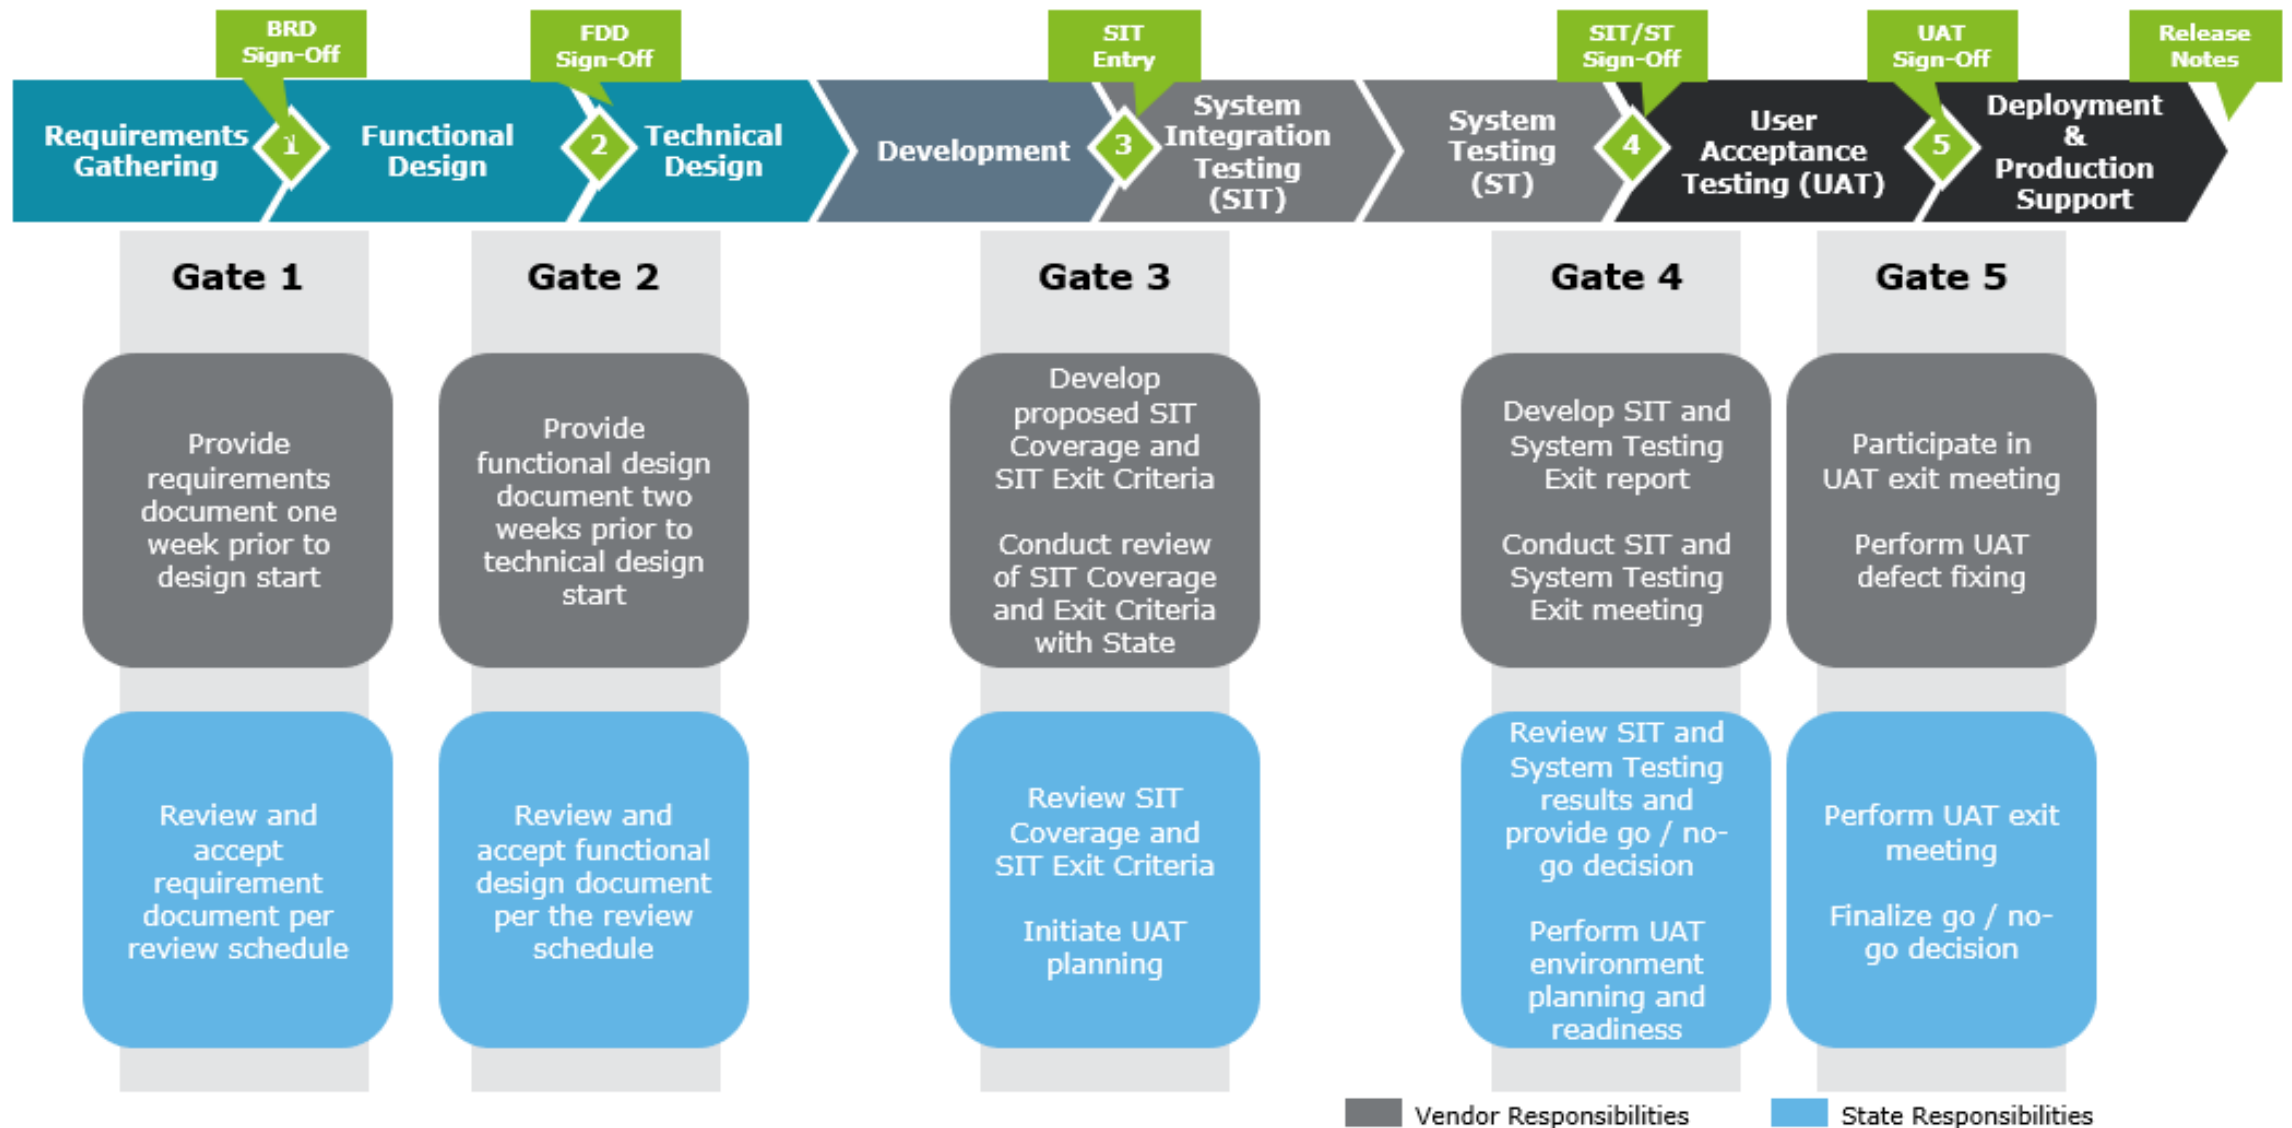 BRD
Sign-Off
FDD
Sign-Off
SIT
Entry
SIT/ST
Sign-Off
UAT
Sign-Off
Release
Notes
Requirements
Gathering
1
Functional
Design
2
Technical
Design
Development
3
System
Integration
Testing
(SIT)
System
Testing
(ST)
4
User
Acceptance
Testing (UAT)
5
Deployment
&
Production
Support
Gate 1
Gate 2
Gate 3
Gate 4
Gate 5
Provide
requirements
document one
week prior to
design start
Provide
functional design
document two
weeks prior to
technical design
start
Develop
proposed SIT
Coverage and
SIT Exit Criteria
Conduct review
of SIT Coverage
and Exit Criteria
with State
Develop SIT and
System Testing
Exit report
Conduct SIT and
System Testing
Exit meeting
Participate in
UAT exit meeting
Perform UAT
defect fixing
Review and
accept
requirement
document per
review schedule
Review and
accept functional
design document
per the review
schedule
Review SIT
Coverage and
SIT Exit Criteria
Initiate UAT
planning
Review SIT and
System Testing
results and
provide go / no-
go decision
Perform UAT
environment
planning and
readiness
Perform UAT exit
meeting
Finalize go / no-
go decision
Vendor Responsibilities
State Responsibilities